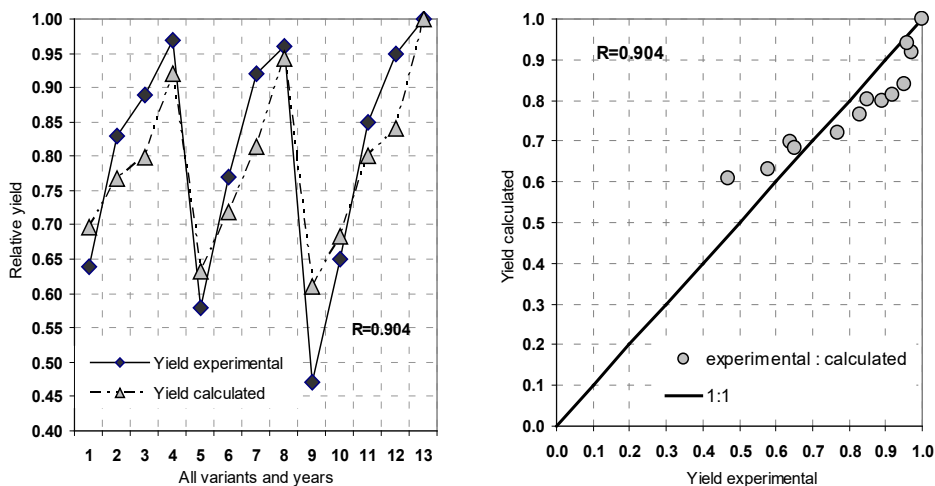 1.00
0.95
0.90
0.85
0.80
0.75
0.70
0.65
0.60
0.55
0.50
0.45
0.40
Relative yield
R=0.904
Yield experimental
Yield calculated
1 2 3 4 5 6 7 8 9 10 11 12 13
All variants and years
1.0
0.9
0.8
0.7
0.6
0.5
0.4
0.3
0.2
0.1
0.0
Yield calculated
R=0.904
experimental : calculated
1:1
0.0 0.1 0.2 0.3 0.4 0.5 0.6 0.7 0.8 0.9 1.0
Yield experimental